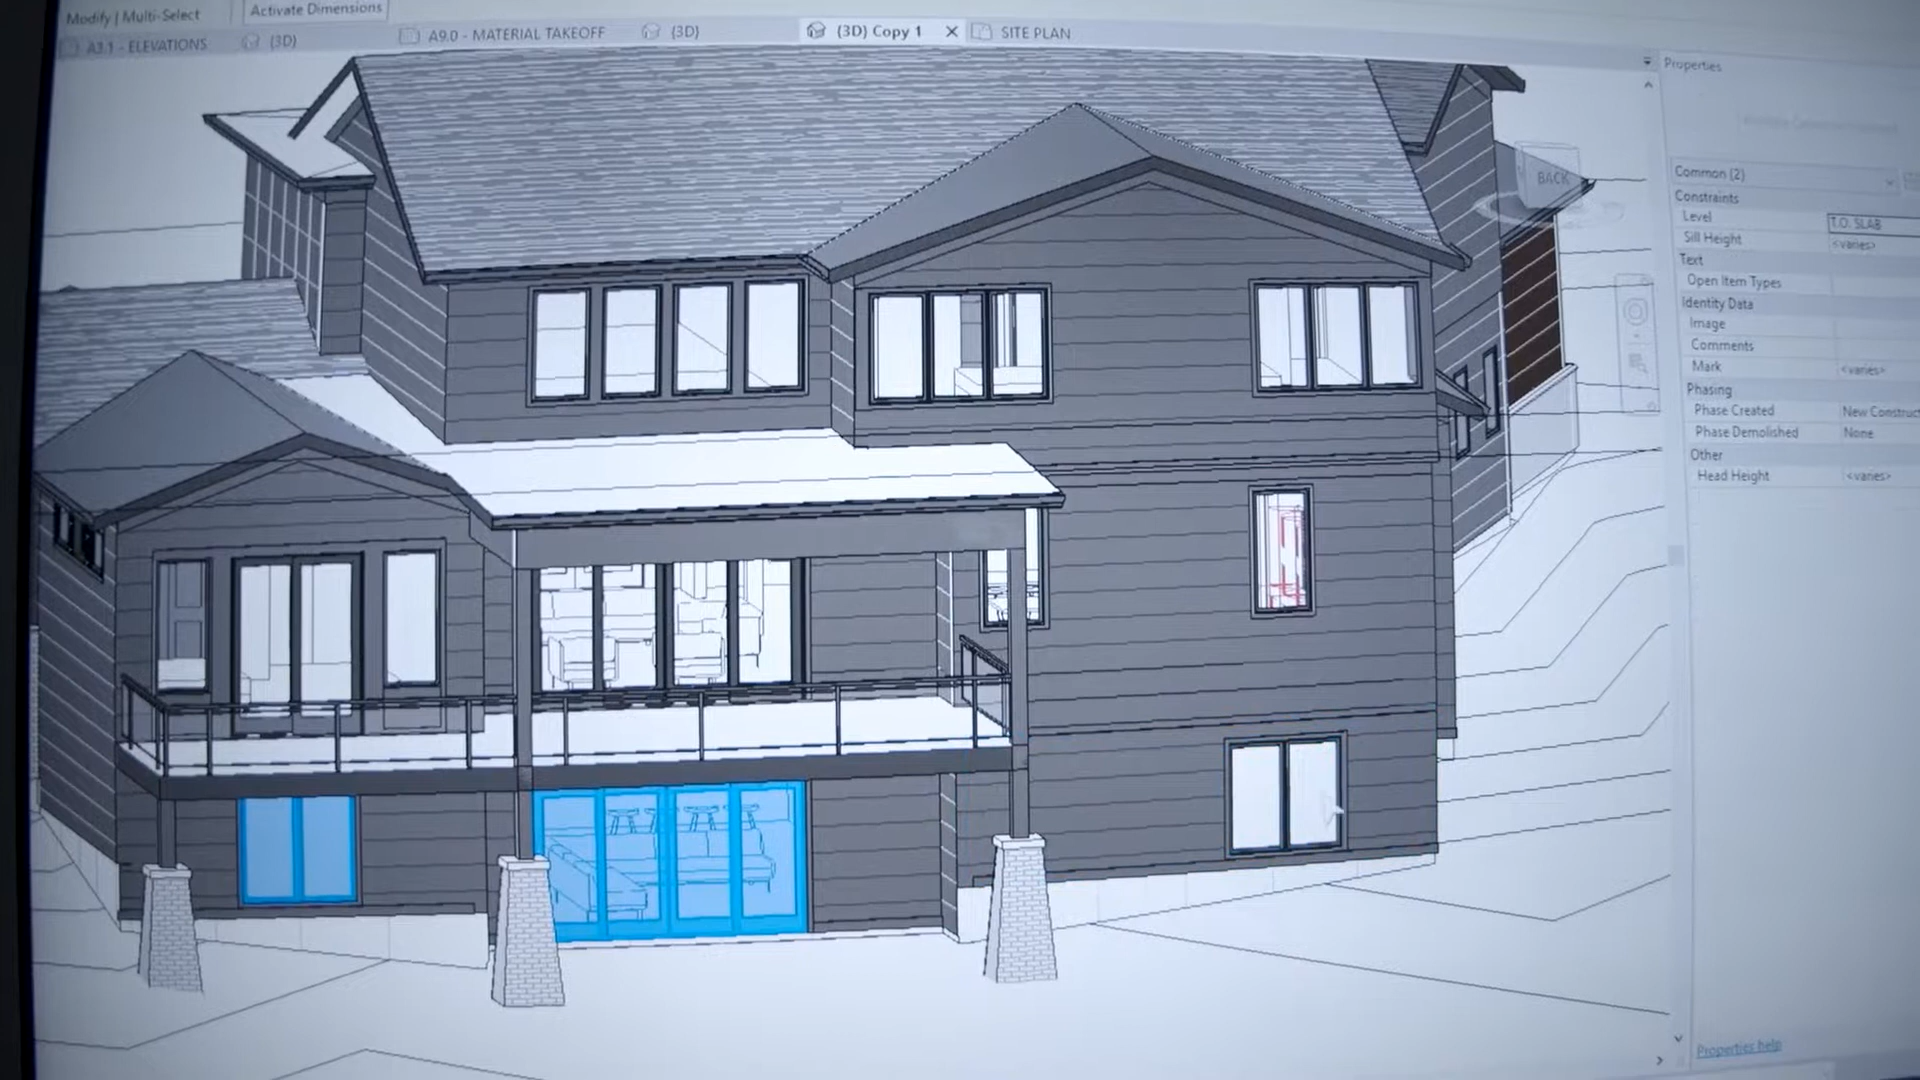 Modify | Multi-Select
Activate Dimensions
A3.1 - ELEVATIONS
(3D)
A9.0 - MATERIAL TAKEOFF
(3D)
(3D) Copy 1
SITE PLAN
Properties
BACK
Common (2)
Constraints
Level
T.O. SLAB
Sill Height
<varies>
Text
Open Item Types
Identity Data
Image
Comments
Mark
<varies>
Phasing
Phase Created
New Construct
Phase Demolished
None
Other
Head Height
<varies>
Properties help